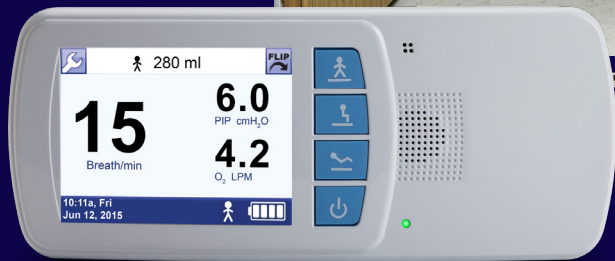 280 ml
FLIP
15
Breath/min
6.0
PIP cmH₂O
4.2
O₂ LPM
10:11a, Fri
Jun 12, 2015